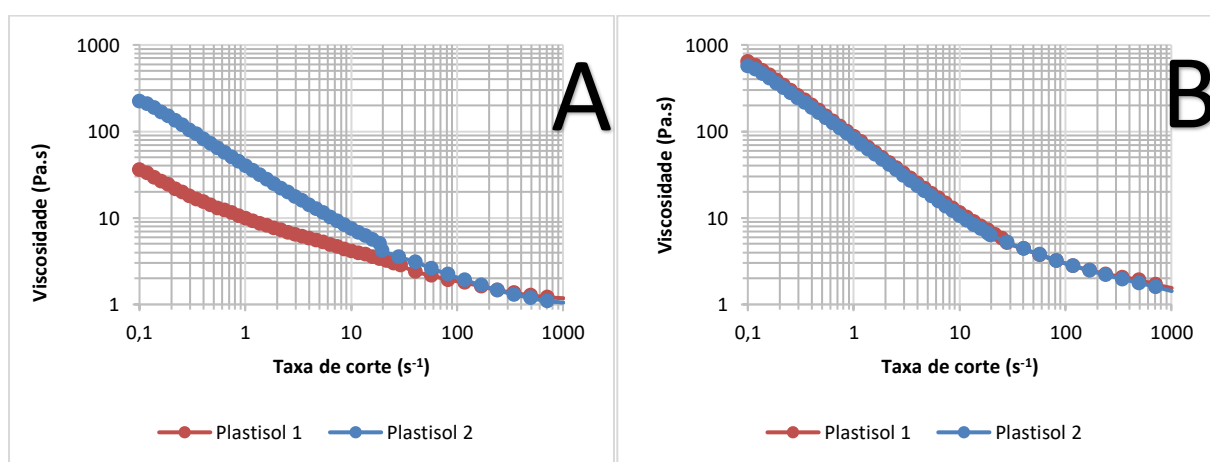 A
Viscosidade (Pa.s)
1000
100
10
1
0,1
1
10
100
1000
Taxa de corte (s⁻¹)
Plastisol 1
Plastisol 2
B
Viscosidade (Pa.s)
1000
100
10
1
0,1
1
10
100
1000
Taxa de corte (s⁻¹)
Plastisol 1
Plastisol 2